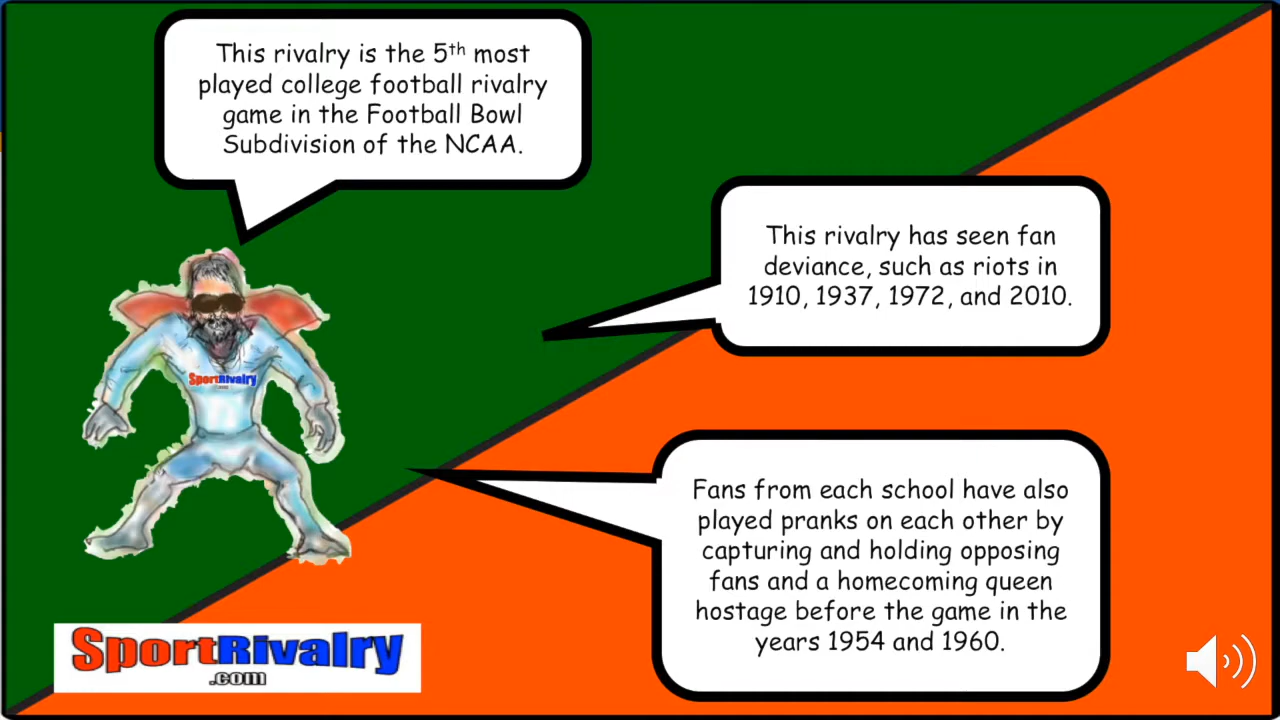 This rivalry is the 5th most
played college football rivalry
game in the Football Bowl
Subdivision of the NCAA.
This rivalry has seen fan
deviance, such as riots in
1910, 1937, 1972, and 2010.
SportRivalry
.com
Fans from each school have also
played pranks on each other by
capturing and holding opposing
fans and a homecoming queen
hostage before the game in the
years 1954 and 1960.
SportRivalry
.com